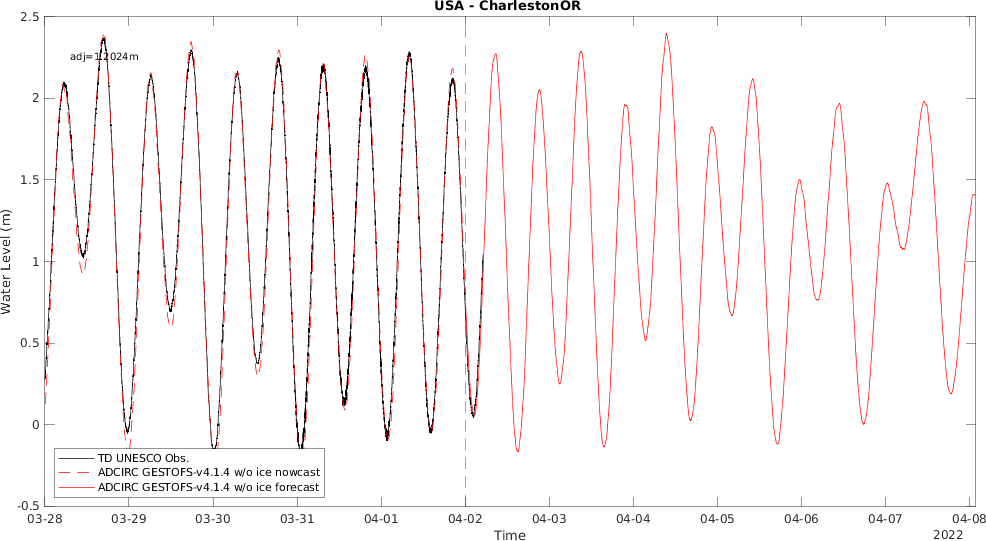 USA - CharlestonOR
2.5
2
1.5
1
0.5
0
-0.5
Water Level (m)
adj=1.2024m
TD UNESCO Obs.
ADCIRC GESTOFS-v4.1.4 w/o ice nowcast
ADCIRC GESTOFS-v4.1.4 w/o ice forecast
03-28
03-29
03-30
03-31
04-01
04-02
04-03
04-04
04-05
04-06
04-07
04-08
Time
2022